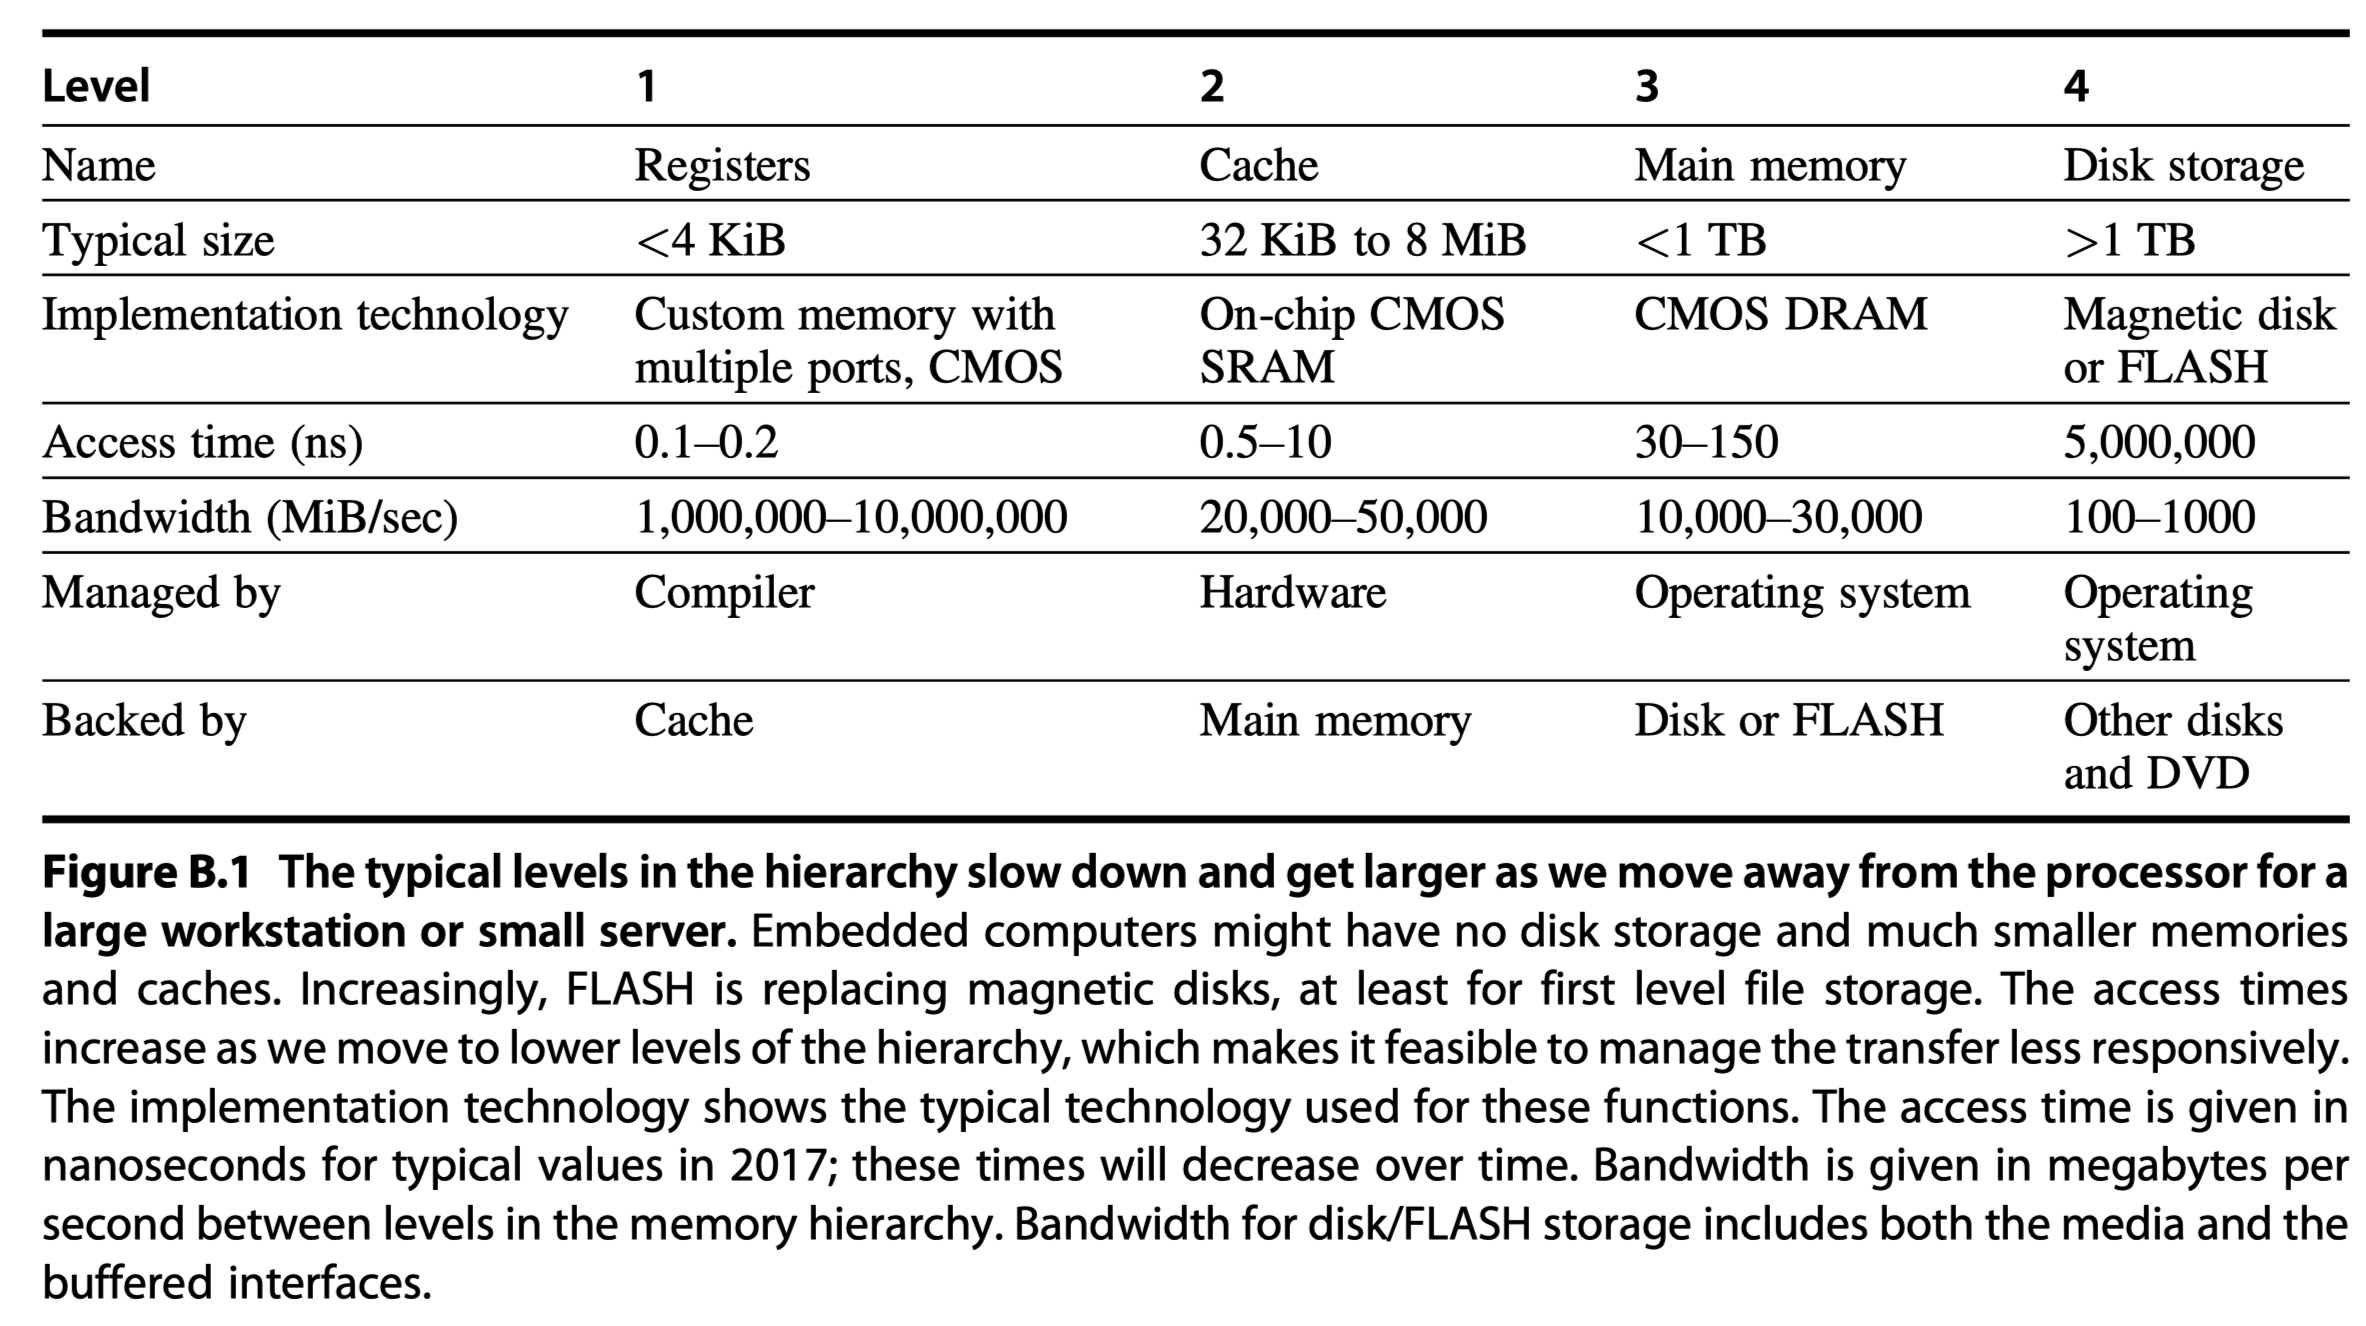 Level 1 2 3 4
Name Registers Cache Main memory Disk storage
Typical size <4 KiB 32 KiB to 8 MiB <1 TB >1 TB
Implementation technology Custom memory with On-chip CMOS CMOS DRAM Magnetic disk
multiple ports, CMOS SRAM or FLASH
Access time (ns) 0.1–0.2 0.5–10 30–150 5,000,000
Bandwidth (MiB/sec) 1,000,000–10,000,000 20,000–50,000 10,000–30,000 100–1000
Managed by Compiler Hardware Operating system Operating
system
Backed by Cache Main memory Disk or FLASH Other disks
and DVD
Figure B.1 The typical levels in the hierarchy slow down and get larger as we move away from the processor for a
large workstation or small server. Embedded computers might have no disk storage and much smaller memories
and caches. Increasingly, FLASH is replacing magnetic disks, at least for first level file storage. The access times
increase as we move to lower levels of the hierarchy, which makes it feasible to manage the transfer less responsively.
The implementation technology shows the typical technology used for these functions. The access time is given in
nanoseconds for typical values in 2017; these times will decrease over time. Bandwidth is given in megabytes per
second between levels in the memory hierarchy. Bandwidth for disk/FLASH storage includes both the media and the
buffered interfaces.